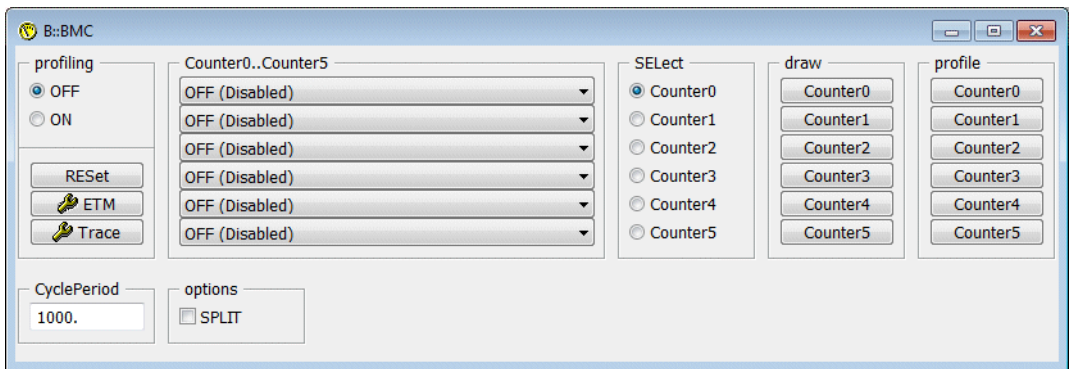 B::BMC
profiling
OFF
ON
RESet
ETM
Trace
Counter0..Counter5
OFF (Disabled)
OFF (Disabled)
OFF (Disabled)
OFF (Disabled)
OFF (Disabled)
OFF (Disabled)
SELect
Counter0
Counter1
Counter2
Counter3
Counter4
Counter5
draw
Counter0
Counter1
Counter2
Counter3
Counter4
Counter5
profile
Counter0
Counter1
Counter2
Counter3
Counter4
Counter5
CyclePeriod
1000.
options
SPLIT